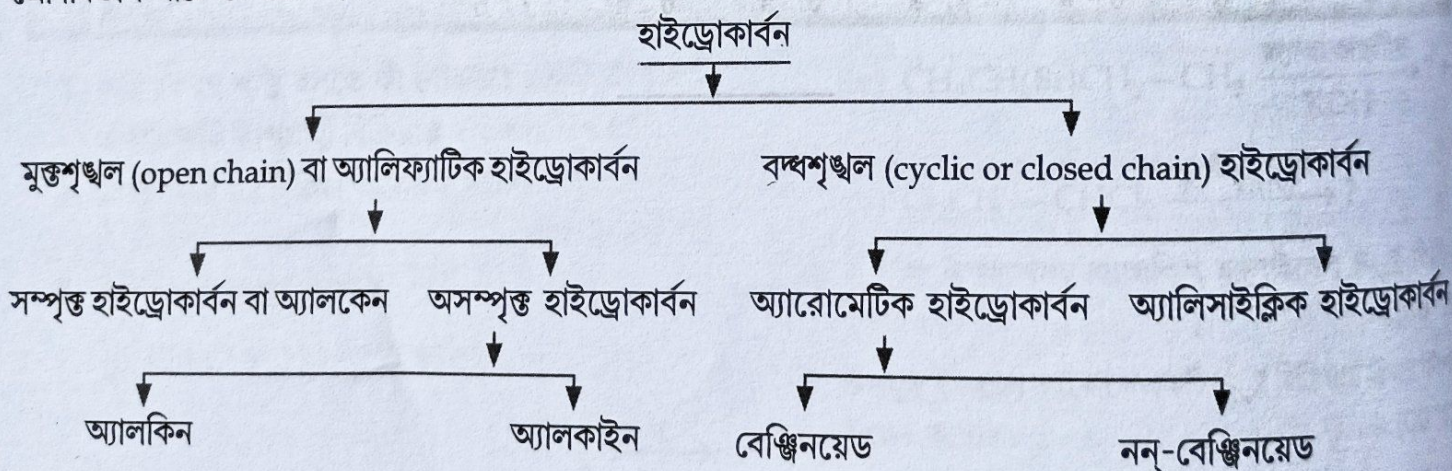 হাইড্রোকার্বন
মুক্তশৃঙ্খল (open chain) বা অ্যালিফ্যাটিক হাইড্রোকার্বন বদ্ধশৃঙ্খল (cyclic or closed chain) হাইড্রোকার্বন
সম্পৃক্ত হাইড্রোকার্বন বা অ্যালকেন অসম্পৃক্ত হাইড্রোকার্বন অ্যারোমেটিক হাইড্রোকার্বন অ্যালিসাইক্লিক হাইড্রোকার্বন
অ্যালকিন অ্যালকাইন বেঞ্জিনয়েড নন্-বেঞ্জিনয়েড